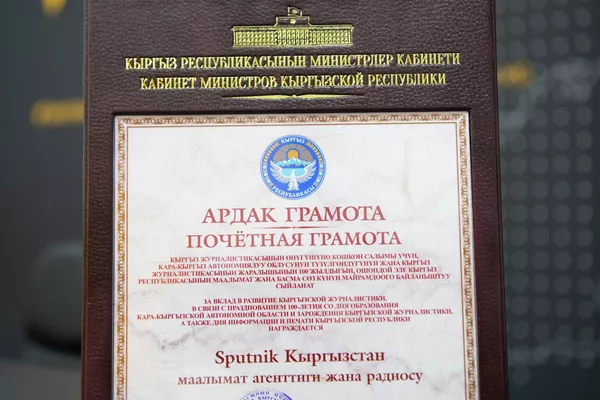 КЫРГЫЗ РЕСПУБЛИКАСЫНЫН МИНИСТРЛЕР КАБИНЕТИ
КАБИНЕТ МИНИСТРОВ КЫРГЫЗСКОЙ РЕСПУБЛИКИ
КЫРГЫЗ
РЕСПУБЛИКАСЫ
АРДАК ГРАМОТА
ПОЧЁТНАЯ ГРАМОТА
КЫРГЫЗ ЖУРНАЛИСТИКАСЫНЫН ӨНҮГҮШҮНӨ КОШКОН САЛЫМЫ ҮЧҮН,
КАРА-КЫРГЫЗ АВТОНОМИЯЛУУ ОБЛУСУНУН ТҮЗҮЛГӨНДҮГҮНҮН ЖАНА КЫРГЫЗ
ЖУРНАЛИСТИКАСЫНЫН ЖАРАЛЫШЫНЫН 100 ЖЫЛДЫГЫН, ОШОНДОЙ ЭЛЕ КЫРГЫЗ
РЕСПУБЛИКАСЫНЫН МААЛЫМАТ ЖАНА БАСМА СӨЗ КҮНҮН МАЙРАМДООГО БАЙЛАНЫШТУУ
СЫЙЛАНАТ
ЗА ВКЛАД В РАЗВИТИЕ КЫРГЫЗСКОЙ ЖУРНАЛИСТИКИ,
В СВЯЗИ С ПРАЗДНОВАНИЕМ 100-ЛЕТИЯ СО ДНЯ ОБРАЗОВАНИЯ
КАРА-КЫРГЫЗСКОЙ АВТОНОМНОЙ ОБЛАСТИ И ЗАРОЖДЕНИЯ КЫРГЫЗСКОЙ ЖУРНАЛИСТИКИ,
А ТАКЖЕ ДНЯ ИНФОРМАЦИИ И ПЕЧАТИ КЫРГЫЗСКОЙ РЕСПУБЛИКИ
НАГРАЖДАЕТСЯ
Sputnik Кыргызстан
маалымат агенттиги жана радиосу